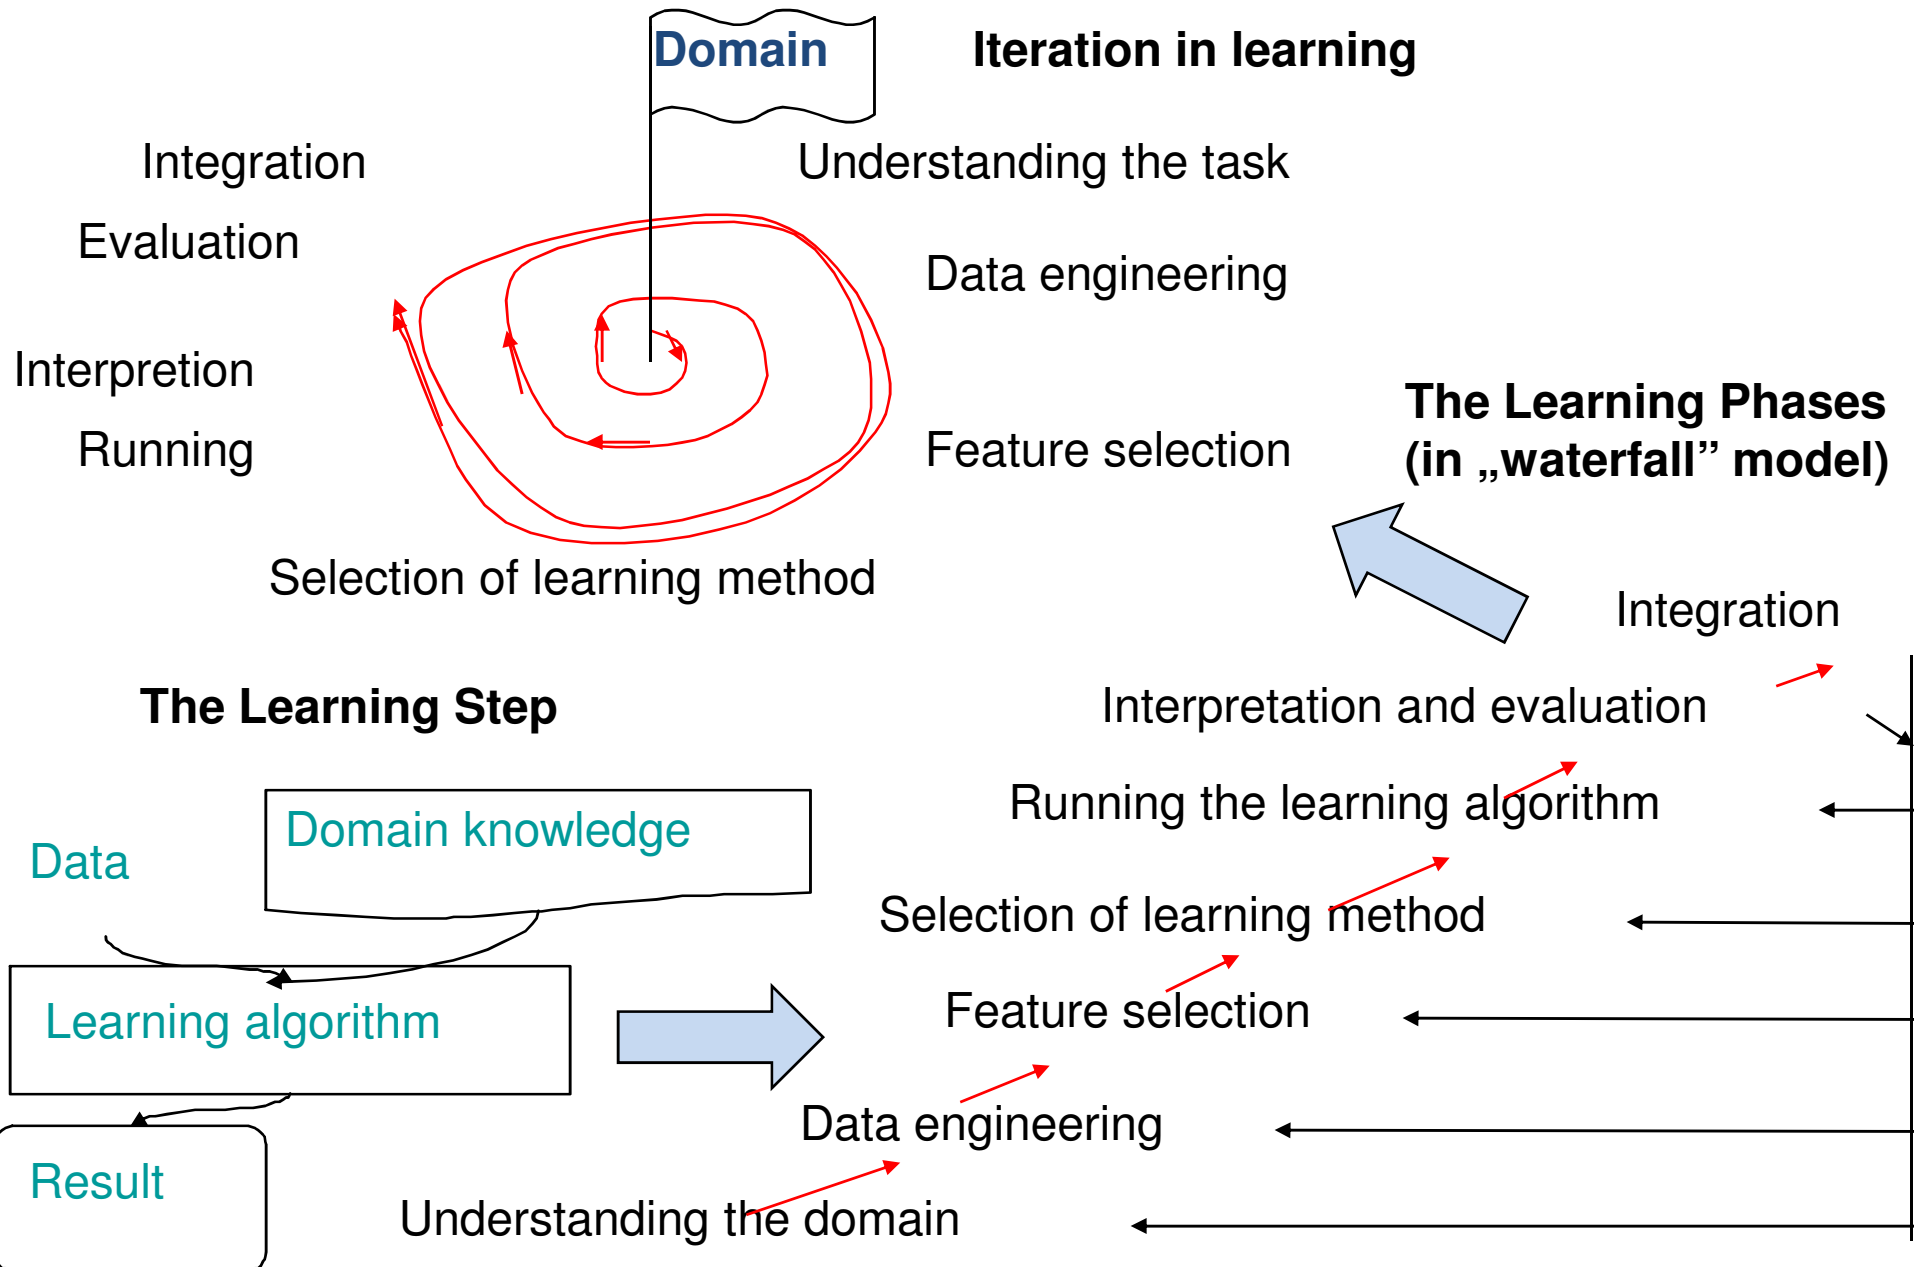 Domain
Iteration in learning
Integration
Understanding the task
Evaluation
Data engineering
Interpretion
Running
Feature selection
Selection of learning method
The Learning Phases
(in „waterfall” model)
Integration
Interpretation and evaluation
Running the learning algorithm
Selection of learning method
Feature selection
Data engineering
Understanding the domain
The Learning Step
Domain knowledge
Data
Learning algorithm
Result